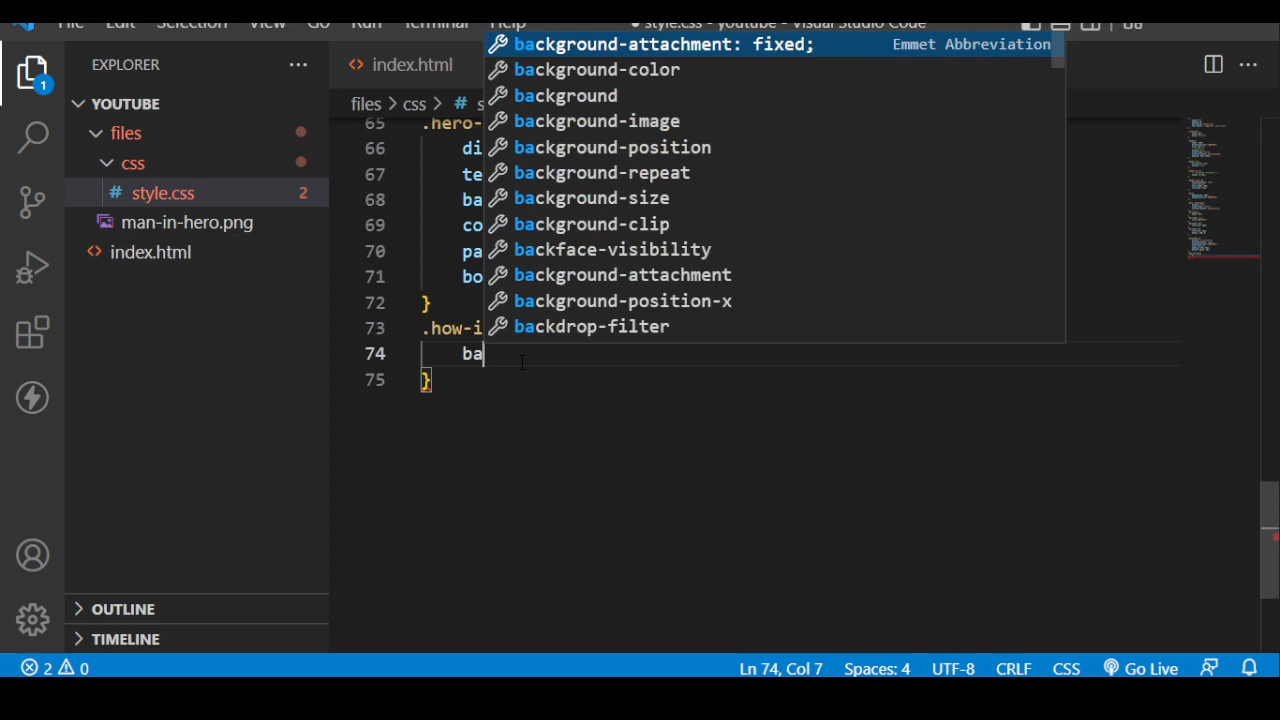 File Edit Selection View Go Run Terminal Help
● style.css - youtube - Visual Studio Code
EXPLORER
1
YOUTUBE
files
css
# style.css 2
man-in-hero.png
<> index.html
OUTLINE
TIMELINE
<> index.html
files > css > # s
65 .hero-
66 di
67 te
68 ba
69 co
70 pa
71 bo
72 }
73 .how-i
74 ba
75 }
background-attachment: fixed; Emmet Abbreviation
background-color
background
background-image
background-position
background-repeat
background-size
background-clip
backface-visibility
background-attachment
background-position-x
backdrop-filter
2 0 Ln 74, Col 7 Spaces: 4 UTF-8 CRLF CSS Go Live